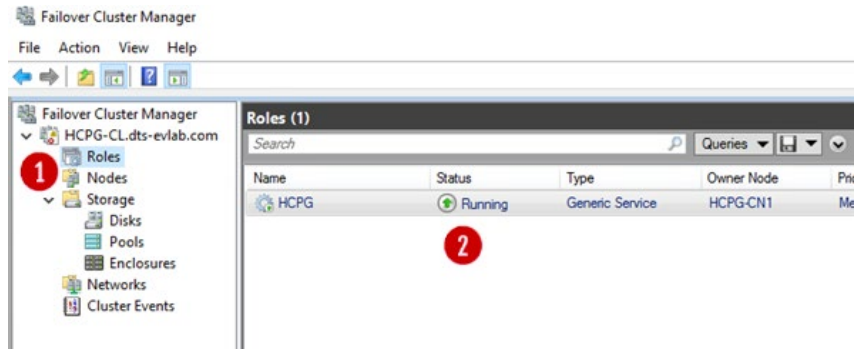 Failover Cluster Manager
File Action View Help
Failover Cluster Manager
HCPG-CL.dts-evlab.com
Roles
Nodes
Storage
Disks
Pools
Enclosures
Networks
Cluster Events
1
Roles (1)
Search
Queries
Name Status Type Owner Node Pric
HCPG Running Generic Service HCPG-CN1 Me
2